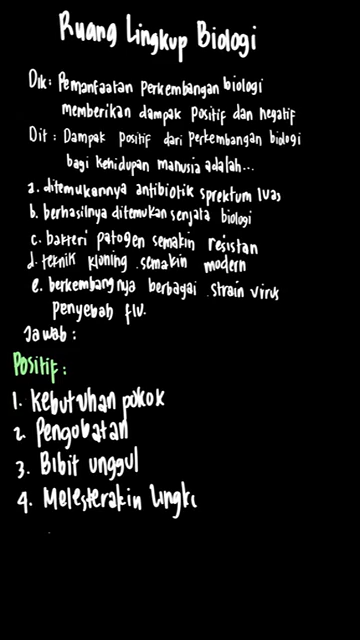 Ruang Lingkup Biologi
Dik: Pemanfaatan perkembangan biologi
memberikan dampak positif dan negatif
Dit: Dampak positif dari perkembangan biologi
bagi kehidupan manusia adalah...
a. ditemukannya antibiotik sprektum luas
b. berhasilnya ditemukan senjata biologi
c. bakteri patogen semakin resistan
d. teknik kloning semakin modern
e. berkembangnya berbagai strain virus
penyebab flu.
Jawab:
Positif:
1. Kebutuhan pokok
2. Pengobatan
3. Bibit unggul
4. Melesterakin lingk